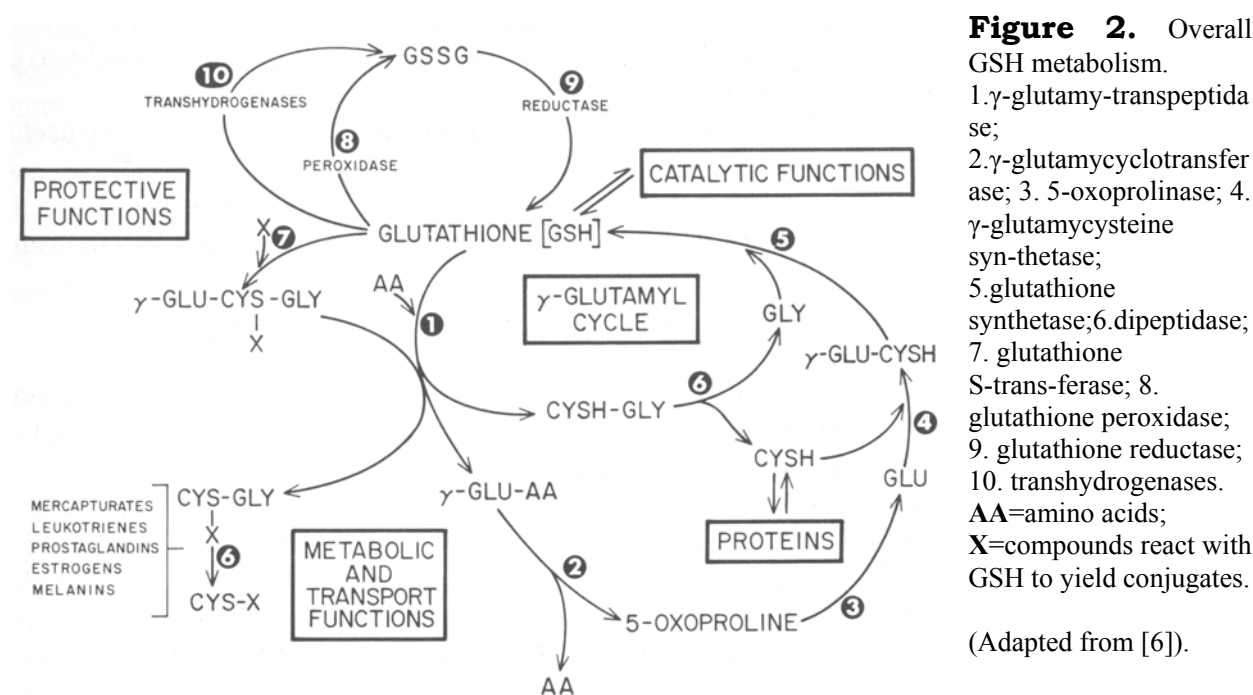 GSSG
10
TRANSHYDROGENASES
9
REDUCTASE
8
PEROXIDASE
PROTECTIVE
FUNCTIONS
CATALYTIC FUNCTIONS
X
7
GLUTATHIONE [GSH]
5
γ-GLU-CYS-GLY
X
AA
1
γ-GLUTAMYL
CYCLE
GLY
γ-GLU-CYSH
CYSH-GLY
6
4
CYSH
GLU
γ-GLU-AA
PROTEINS
MERCAPTURATES
LEUKOTRIENES
PROSTAGLANDINS
ESTROGENS
MELANINS
CYS-GLY
X
6
CYS-X
METABOLIC
AND
TRANSPORT
FUNCTIONS
2
5-OXOPROLINE
3
AA
Figure 2. Overall
GSH metabolism.
1.γ-glutamy-transpeptida
se;
2.γ-glutamycyclotransfer
ase; 3. 5-oxoprolinase; 4.
γ-glutamycysteine
syn-thetase;
5.glutathione
synthetase;6.dipeptidase;
7. glutathione
S-trans-ferase; 8.
glutathione peroxidase;
9. glutathione reductase;
10. transhydrogenases.
AA=amino acids;
X=compounds react with
GSH to yield conjugates.
(Adapted from [6]).